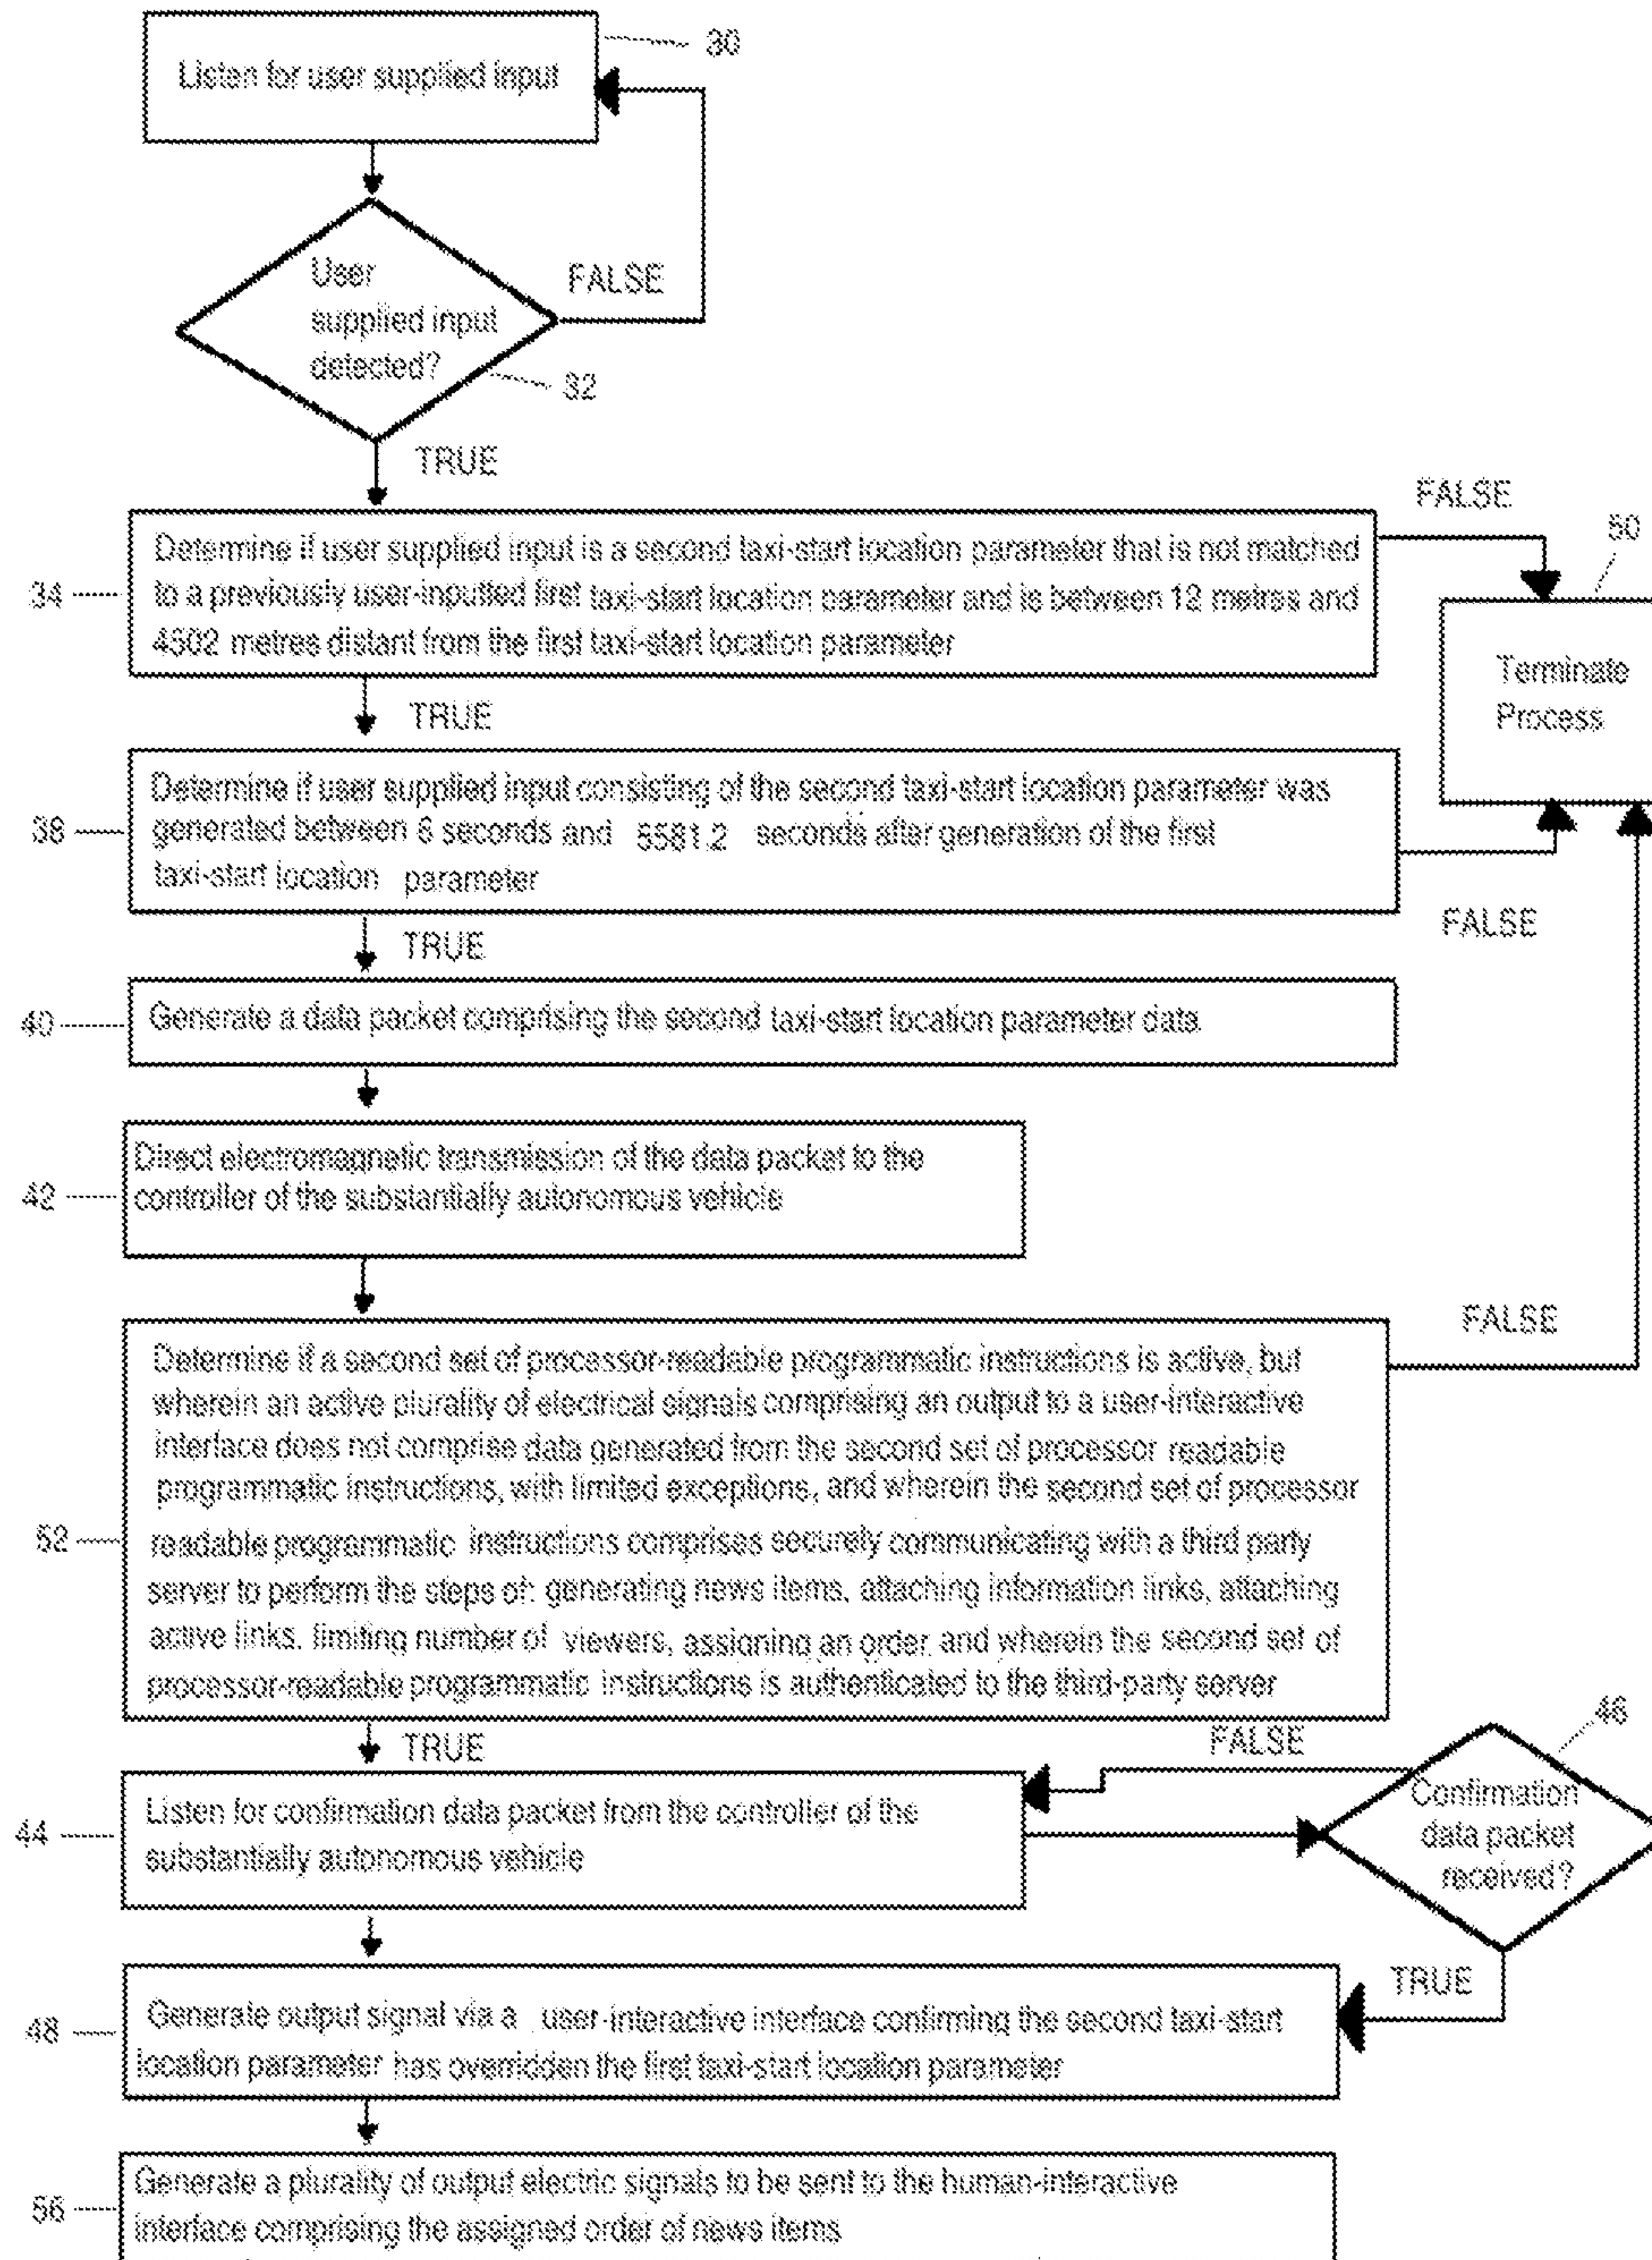 30
Listen for user supplied input
User
supplied input
detected?
FALSE
32
TRUE
FALSE
50
34
Determine if user supplied input is a second taxi-start location parameter that is not matched
to a previously user-inputted first taxi-start location parameter and is between 12 metres and
4502 metres distant from the first taxi-start location parameter
Terminate
Process
TRUE
Determine if user supplied input consisting of the second taxi-start location parameter was
generated between 6 seconds and 5581.2 seconds after generation of the first
taxi-start location parameter
FALSE
TRUE
40
Generate a data packet comprising the second taxi-start location parameter data
42
Direct electromagnetic transmission of the data packet to the
controller of the substantially autonomous vehicle
FALSE
52
Determine if a second set of processor-readable programmatic instructions is active, but
wherein an active plurality of electrical signals comprising an output to a user-interactive
interface does not comprise data generated from the second set of processor readable
programmatic instructions, with limited exceptions, and wherein the second set of processor
readable programmatic instructions comprises securely communicating with a third party
server to perform the steps of: generating news items, attaching information links, attaching
active links, limiting number of viewers, assigning an order, and wherein the second set of
processor-readable programmatic instructions is authenticated to the third-party server
TRUE
FALSE
46
44
Listen for confirmation data packet from the controller of the
substantially autonomous vehicle
Confirmation
data packet
received?
TRUE
48
Generate output signal via a user-interactive interface confirming the second taxi-start
location parameter has overridden the first taxi-start location parameter
56
Generate a plurality of output electric signals to be sent to the human-interactive
interface comprising the assigned order of news items